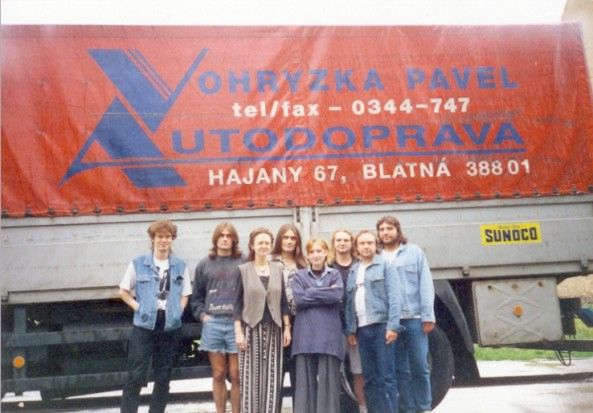 VOHRYZKA PAVEL
tel/fax - 0344-747
AUTODOPRAVA
HAJANY 67, BLATNÁ 388 01
SUNOCO